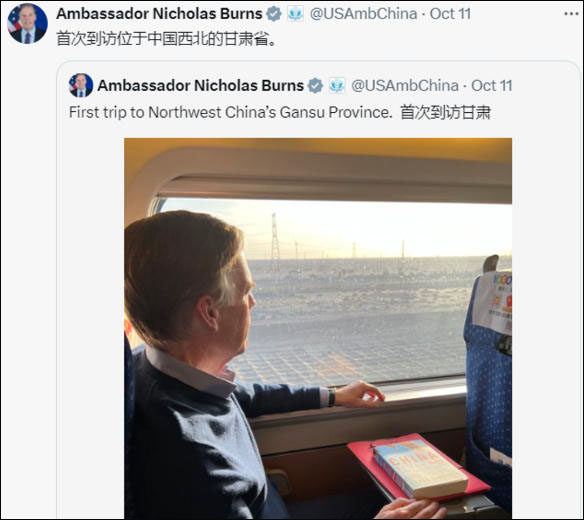 Ambassador Nicholas Burns @USAmbChina · Oct 11 ...
首次到访位于中国西北的甘肃省。
Ambassador Nicholas Burns @USAmbChina · Oct 11
First trip to Northwest China's Gansu Province. 首次到访甘肃
CHINA